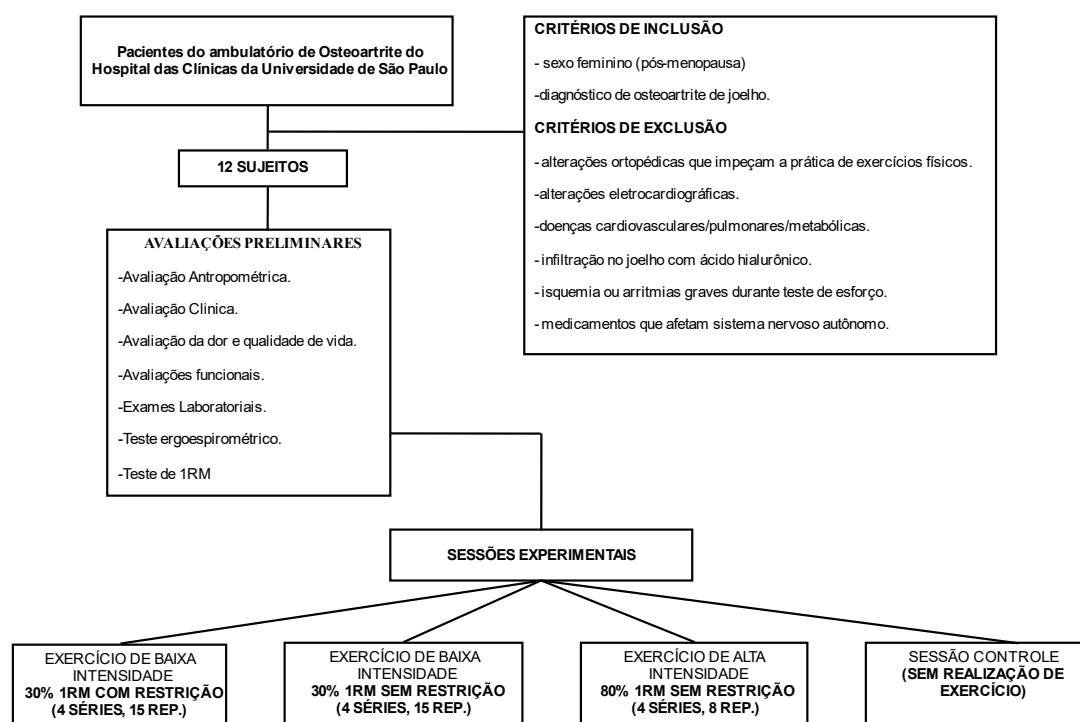 Pacientes do ambulatório de Osteoartrite do
Hospital das Clínicas da Universidade de São Paulo
CRITÉRIOS DE INCLUSÃO
- sexo feminino (pós-menopausa)
-diagnóstico de osteoartrite de joelho.
CRITÉRIOS DE EXCLUSÃO
- alterações ortopédicas que impeçam a prática de exercícios físicos.
-alterações eletrocardiográficas.
-doenças cardiovasculares/pulmonares/metabólicas.
- infiltração no joelho com ácido hialurônico.
- isquemia ou arritmias graves durante teste de esforço.
- medicamentos que afetam sistema nervoso autônomo.
12 SUJEITOS
AVALIAÇÕES PRELIMINARES
-Avaliação Antropométrica.
-Avaliação Clinica.
-Avaliação da dor e qualidade de vida.
-Avaliações funcionais.
-Exames Laboratoriais.
-Teste ergoespirométrico.
-Teste de 1RM
SESSÕES EXPERIMENTAIS
EXERCÍCIO DE BAIXA
INTENSIDADE
30% 1RM COM RESTRIÇÃO
(4 SÉRIES, 15 REP.)
EXERCÍCIO DE BAIXA
INTENSIDADE
30% 1RM SEM RESTRIÇÃO
(4 SÉRIES, 15 REP.)
EXERCÍCIO DE ALTA
INTENSIDADE
80% 1RM SEM RESTRIÇÃO
(4 SÉRIES, 8 REP.)
SESSÃO CONTROLE
(SEM REALIZAÇÃO DE
EXERCÍCIO)